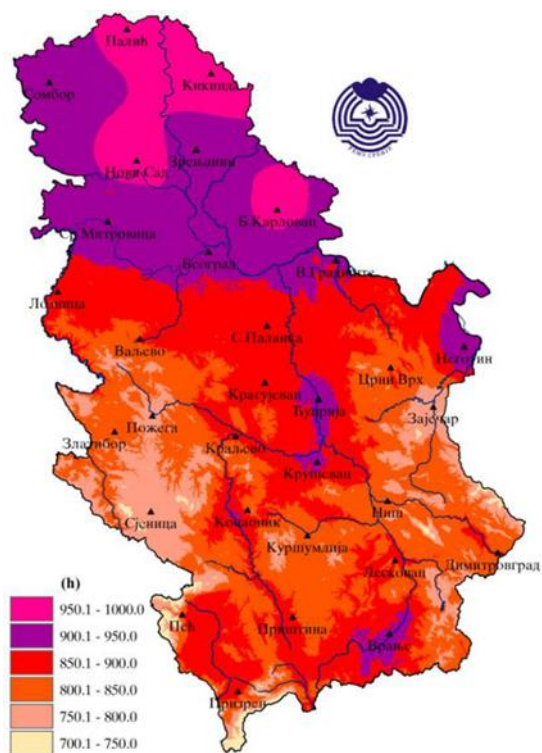 Палић
Кикинда
Сомбор
Зрењанин
Нови Сад
Б.Карловац
Ср.Митровица
Београд
В.Градиште
Лозница
С.Паланка
Ваљево
Неготин
Црни Врх
Крагујевац
Ћуприја
Зајечар
Пожега
Златибор
Краљево
Крушевац
Ниш
Сјеница
Копаоник
Куршумлија
Димитровград
Лесковац
(h)
950.1 - 1000.0
900.1 - 950.0
Пећ
Приштина
850.1 - 900.0
Врање
800.1 - 850.0
Призрен
750.1 - 800.0
700.1 - 750.0